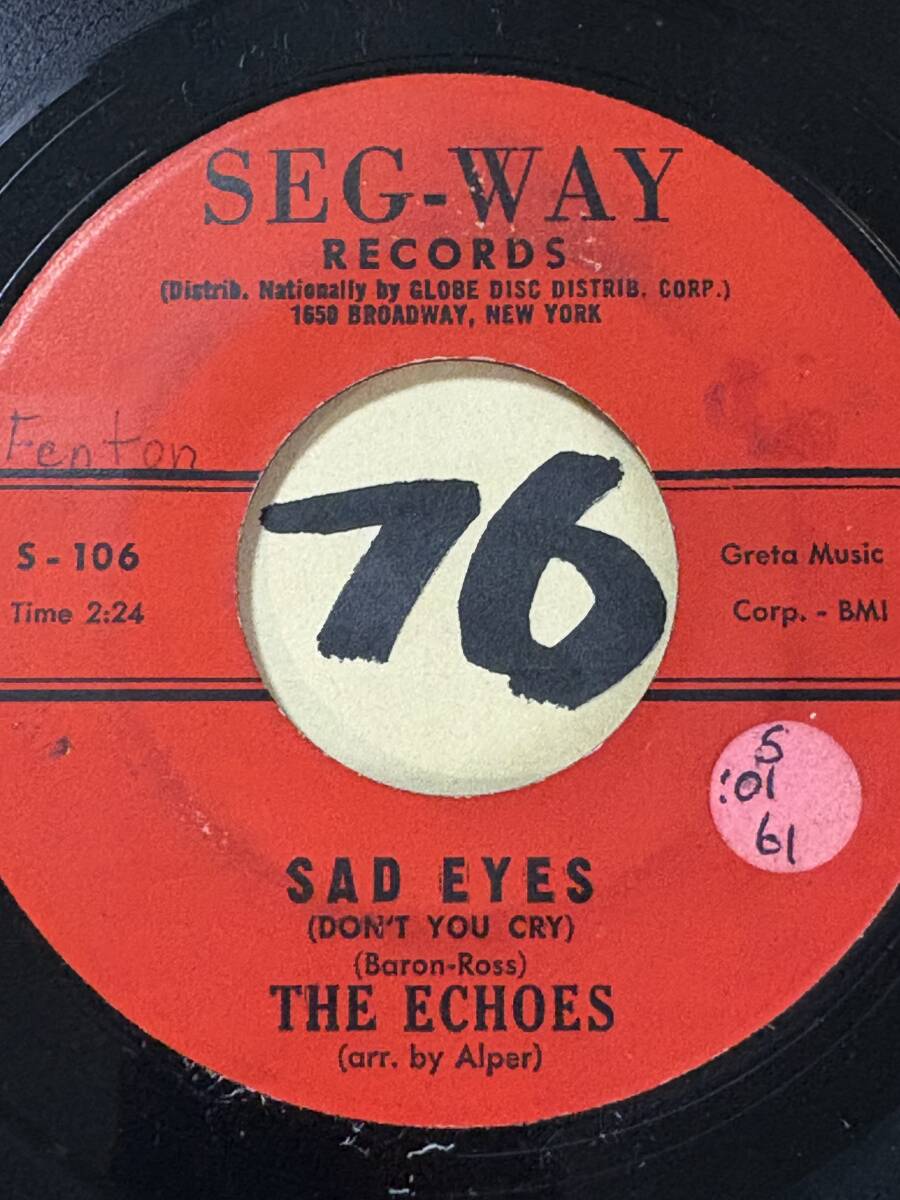 SEG-WAY
RECORDS
(Distrib. Nationally by GLOBE DISC DISTRIB. CORP.)
1650 BROADWAY, NEW YORK
Fenton
S-106
Time 2:24
76
Greta Music
Corp. - BMI
S
:01
61
SAD EYES
(DON'T YOU CRY)
(Baron-Ross)
THE ECHOES
(arr. by Alper)